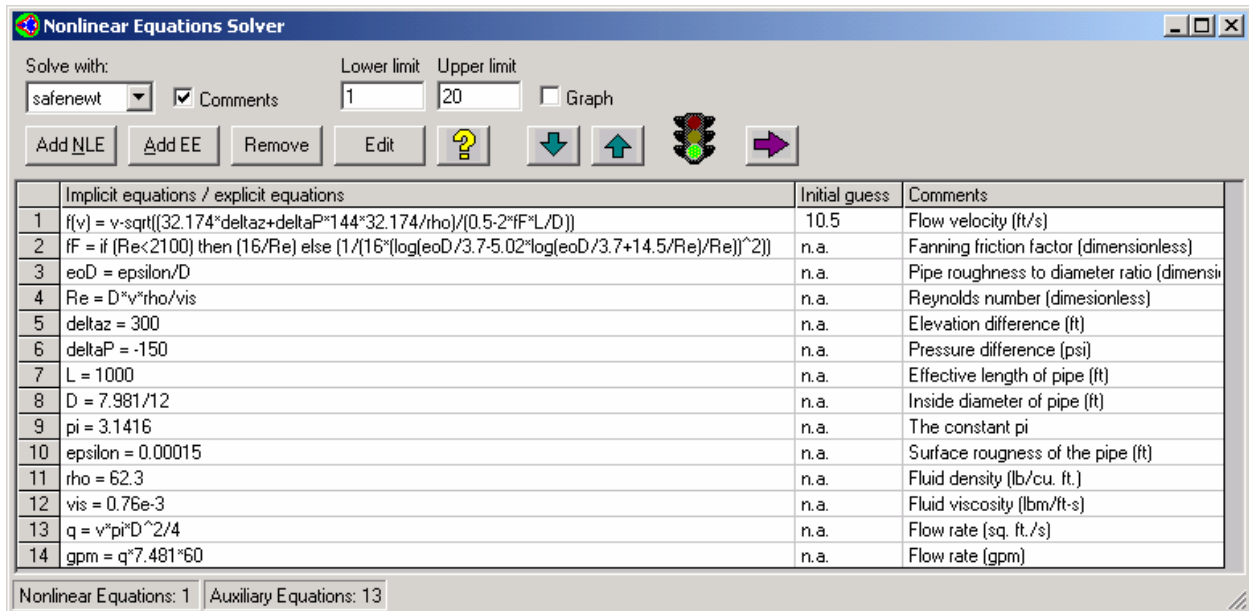 Nonlinear Equations Solver
Solve with: Lower limit Upper limit
safenewt Comments 1 20 Graph
Add NLE Add EE Remove Edit ?
Implicit equations / explicit equations Initial guess Comments
1 f(v) = v-sqrt((32.174*deltaz+deltaP*144*32.174/rho)/(0.5-2*fF*L/D)) 10.5 Flow velocity (ft/s)
2 fF = if (Re<2100) then (16/Re) else (1/(16*(log(eoD/3.7-5.02*log(eoD/3.7+14.5/Re)/Re))^2)) n.a. Fanning friction factor (dimensionless)
3 eoD = epsilon/D n.a. Pipe roughness to diameter ratio (dimensi
4 Re = D*v*rho/vis n.a. Reynolds number (dimesionless)
5 deltaz = 300 n.a. Elevation difference (ft)
6 deltaP = -150 n.a. Pressure difference (psi)
7 L = 1000 n.a. Effective length of pipe (ft)
8 D = 7.981/12 n.a. Inside diameter of pipe (ft)
9 pi = 3.1416 n.a. The constant pi
10 epsilon = 0.00015 n.a. Surface rougness of the pipe (ft)
11 rho = 62.3 n.a. Fluid density (lb/cu. ft.)
12 vis = 0.76e-3 n.a. Fluid viscosity (lbm/ft-s)
13 q = v*pi*D^2/4 n.a. Flow rate (sq. ft./s)
14 gpm = q*7.481*60 n.a. Flow rate (gpm)
Nonlinear Equations: 1 Auxiliary Equations: 13